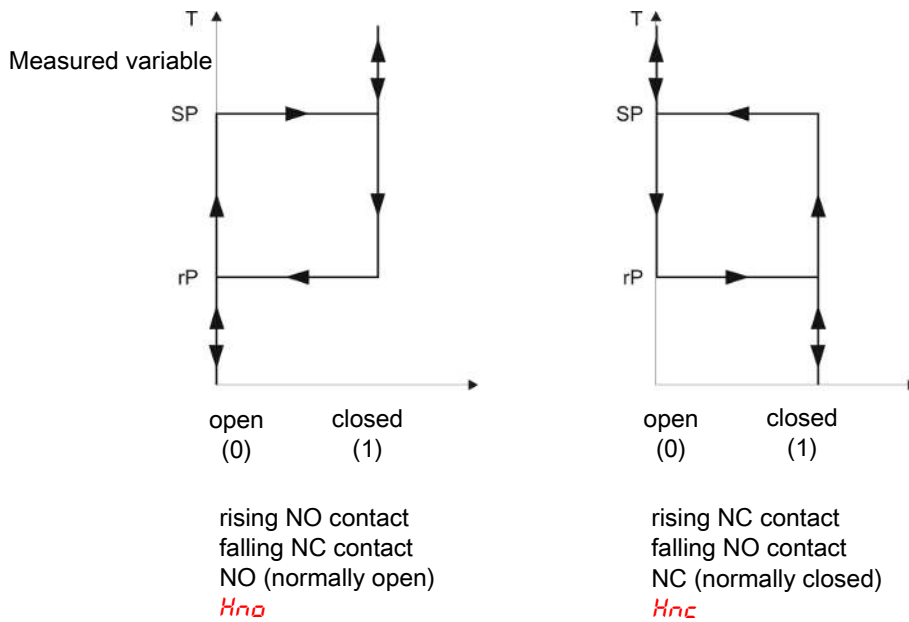 T
Measured variable
SP
rP
open
(0)
closed
(1)
rising NO contact
falling NC contact
NO (normally open)
Hno
T
SP
rP
open
(0)
closed
(1)
rising NC contact
falling NO contact
NC (normally closed)
Hnc